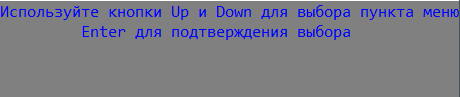 Используйте кнопки Up и Down для выбора пункта меню
Enter для подтверждения выбора